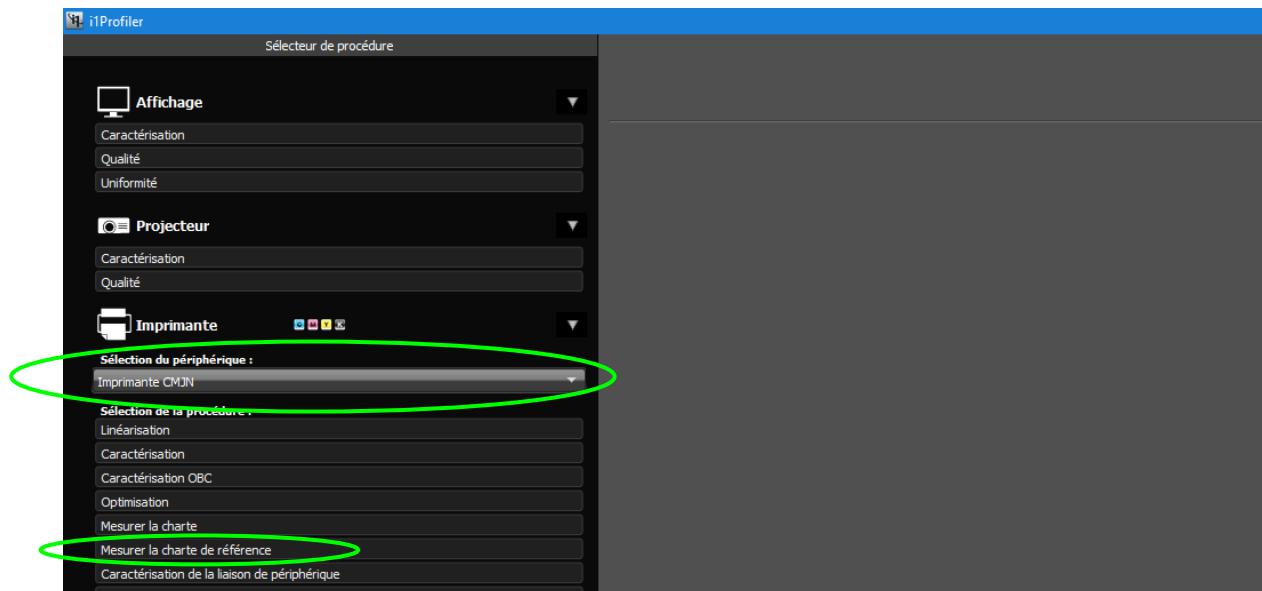 i1Profiler
Sélecteur de procédure
Affichage
Caractérisation
Qualité
Uniformité
Projecteur
Caractérisation
Qualité
Imprimante C M Y K
Sélection du périphérique :
Imprimante CMJN
Sélection de la procédure :
Linéarisation
Caractérisation
Caractérisation OBC
Optimisation
Mesurer la charte
Mesurer la charte de référence
Caractérisation de la liaison de périphérique